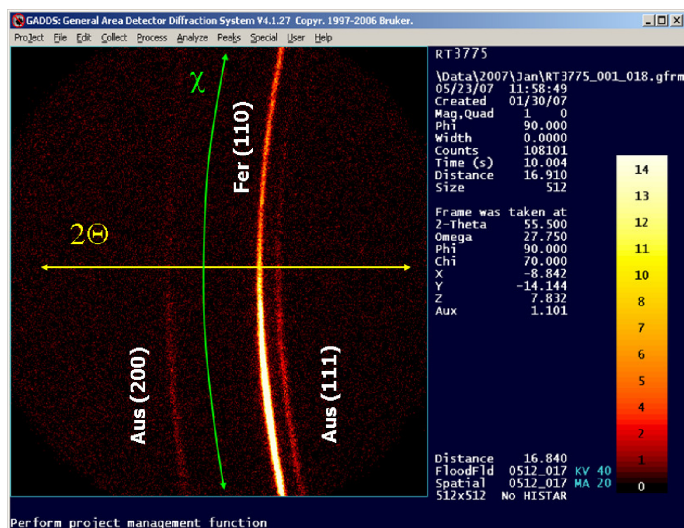 GADDS: General Area Detector Diffraction System V4.1.27 Copyr. 1997-2006 Bruker.
Project File Edit Collect Process Analyze Peaks Special User Help
RT3775
\Data\2007\Jan\RT3775_001_018.gfrm
05/23/07 11:58:49
Created 01/30/07
Mag.Quad 1 0
Phi 90.000
Width 0.0000
Counts 108101
Time (s) 10.004
Distance 16.910
Size 512
Frame was taken at
2-Theta 55.500
Omega 27.750
Phi 90.000
Chi 70.000
X -8.842
Y -14.144
Z 7.832
Aux 1.101
Distance 16.840
FloodFld 0512_017 KV 40
Spatial 0512_017 MA 20
512x512 No HISTAR
14
13
12
11
10
9
8
7
6
5
4
3
2
1
0
χ
Fer (110)
2Θ
Aus (200)
Aus (111)
Perform project management function